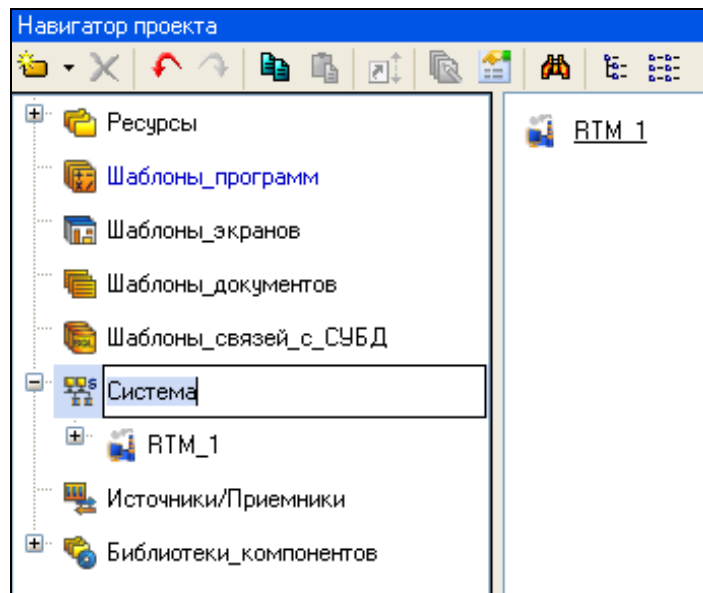 Навигатор проекта
Ресурсы
RTM_1
Шаблоны_программ
Шаблоны_экранов
Шаблоны_документов
Шаблоны_связей_с_СУБД
Система
RTM_1
Источники/Приемники
Библиотеки_компонентов